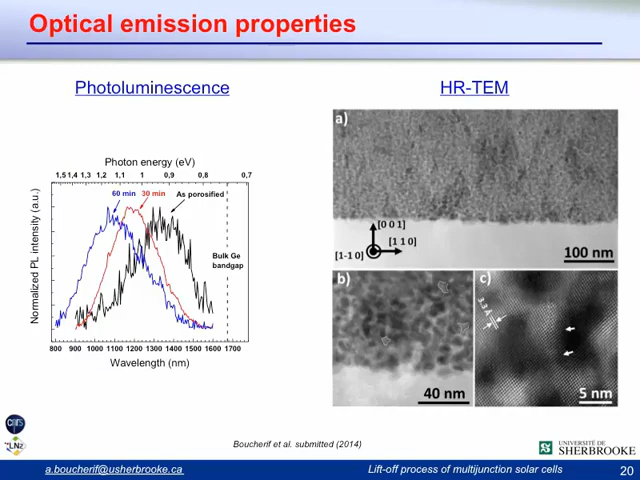 Optical emission properties
Photoluminescence
HR-TEM
Photon energy (eV)
1,5 1,4 1,3 1,2 1,1 1 0,9 0,8 0,7
60 min 30 min As porosified
Bulk Ge
bandgap
Normalized PL intensity (a.u.)
800 900 1000 1100 1200 1300 1400 1500 1600 1700
Wavelength (nm)
a)
[0 0 1]
[1 1 0]
[1-1 0]
100 nm
b)
40 nm
c)
3.3 Å
5 nm
Boucherif et al. submitted (2014)
cnrs
LN2
UNIVERSITÉ DE
SHERBROOKE
a.boucherif@usherbrooke.ca
Lift-off process of multijunction solar cells
20